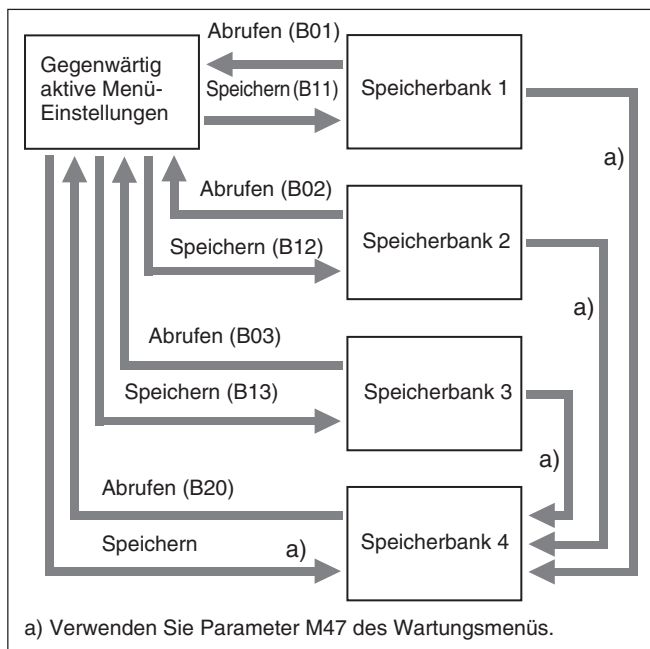 Abrufen (B01)
Gegenwärtig
aktive Menü-
Einstellungen
Speichern (B11)
Speicherbank 1
a)
Abrufen (B02)
Speichern (B12)
Speicherbank 2
a)
Abrufen (B03)
Speichern (B13)
Speicherbank 3
a)
Abrufen (B20)
Speichern
a)
Speicherbank 4
a) Verwenden Sie Parameter M47 des Wartungsmenüs.